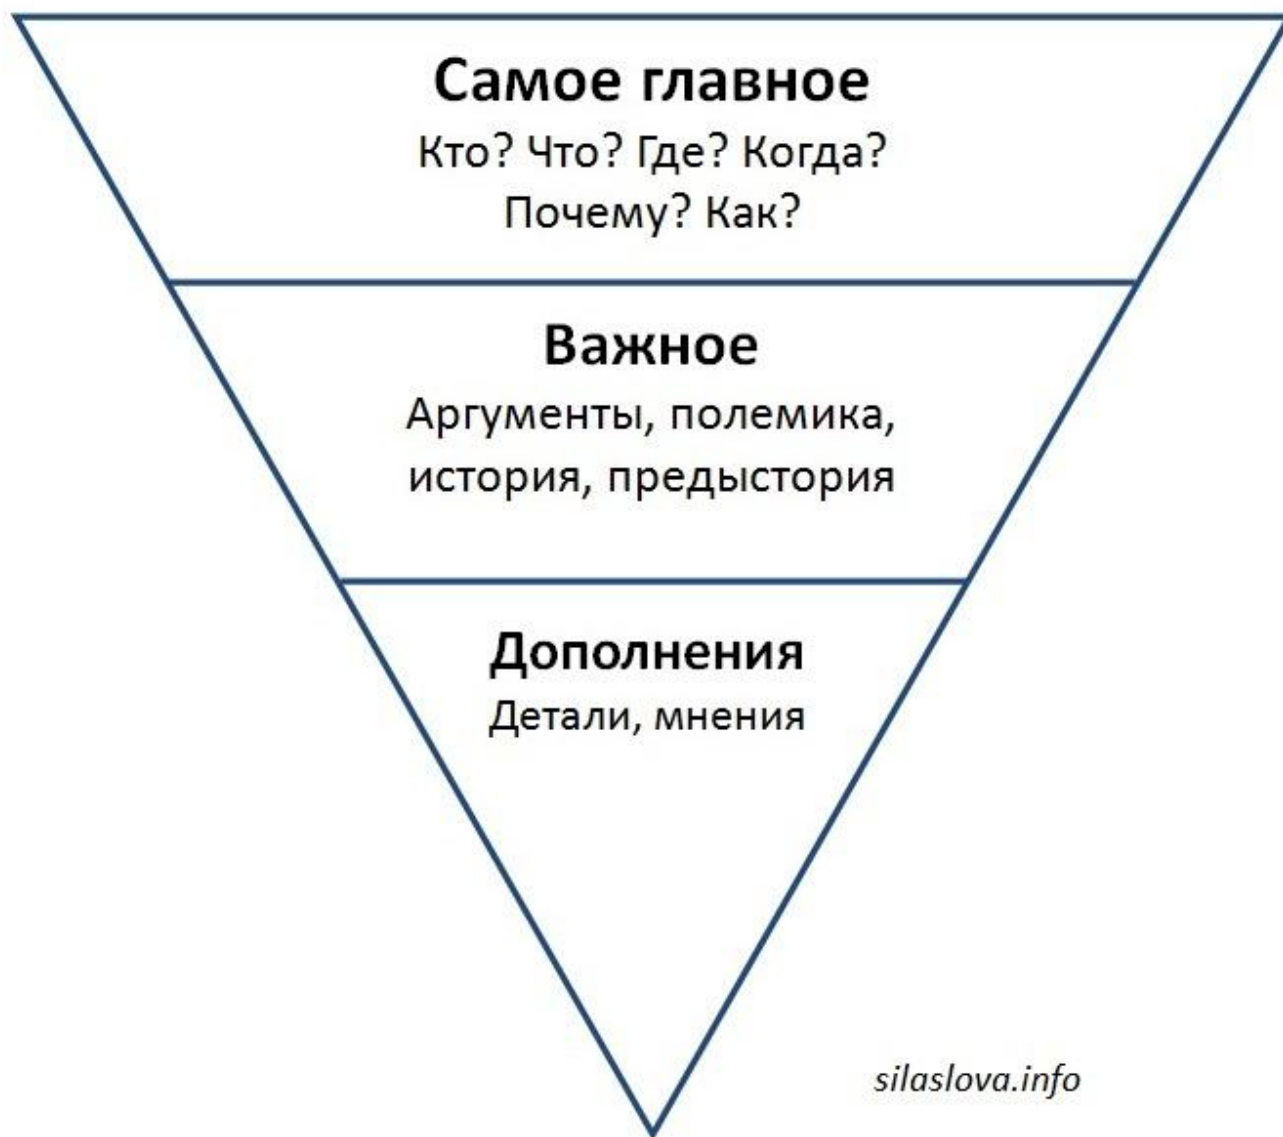 Самое главное
Кто? Что? Где? Когда?
Почему? Как?
Важное
Аргументы, полемика,
история, предыстория
Дополнения
Детали, мнения
silaslova.info